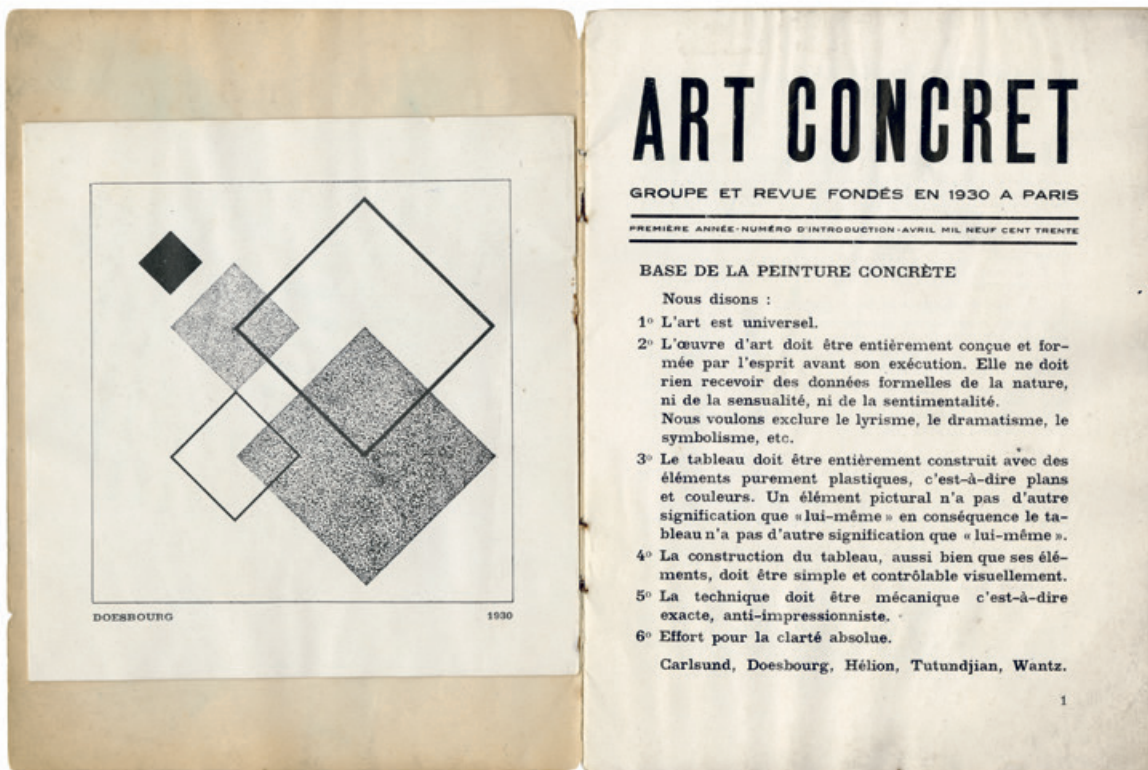 DOESBOURG 1930
ART CONCRET
GROUPE ET REVUE FONDÉS EN 1930 A PARIS
PREMIÈRE ANNÉE-NUMÉRO D'INTRODUCTION-AVRIL MIL NEUF CENT TRENTE
BASE DE LA PEINTURE CONCRÈTE
Nous disons :
1° L'art est universel.
2° L'œuvre d'art doit être entièrement conçue et for-
mée par l'esprit avant son exécution. Elle ne doit
rien recevoir des données formelles de la nature,
ni de la sensualité, ni de la sentimentalité.
Nous voulons exclure le lyrisme, le dramatisme, le
symbolisme, etc.
3° Le tableau doit être entièrement construit avec des
éléments purement plastiques, c'est-à-dire plans
et couleurs. Un élément pictural n'a pas d'autre
signification que « lui-même » en conséquence le ta-
bleau n'a pas d'autre signification que « lui-même ».
4° La construction du tableau, aussi bien que ses élé-
ments, doit être simple et contrôlable visuellement.
5° La technique doit être mécanique c'est-à-dire
exacte, anti-impressionniste.
6° Effort pour la clarté absolue.
Carlsund, Doesbourg, Hélion, Tutundjian, Wantz.
1